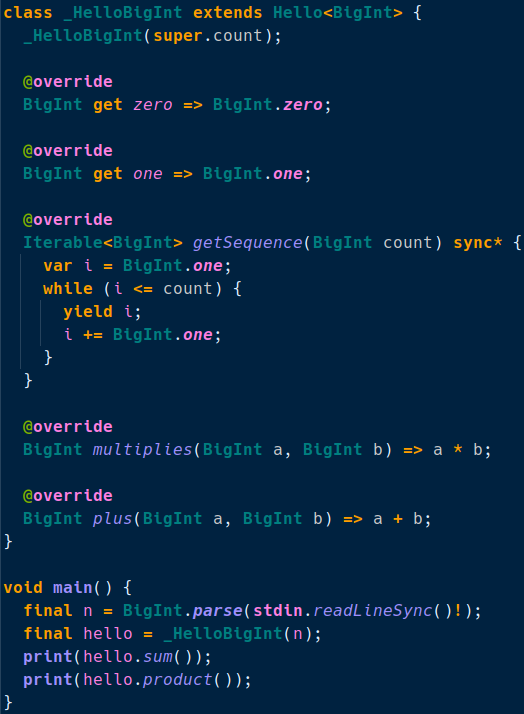 class _HelloBigInt extends Hello<BigInt> {
  _HelloBigInt(super.count);

  @override
  BigInt get zero => BigInt.zero;

  @override
  BigInt get one => BigInt.one;

  @override
  Iterable<BigInt> getSequence(BigInt count) sync* {
    var i = BigInt.one;
    while (i <= count) {
      yield i;
      i += BigInt.one;
    }
  }

  @override
  BigInt multiplies(BigInt a, BigInt b) => a * b;

  @override
  BigInt plus(BigInt a, BigInt b) => a + b;
}

void main() {
  final n = BigInt.parse(stdin.readLineSync()!);
  final hello = _HelloBigInt(n);
  print(hello.sum());
  print(hello.product());
}